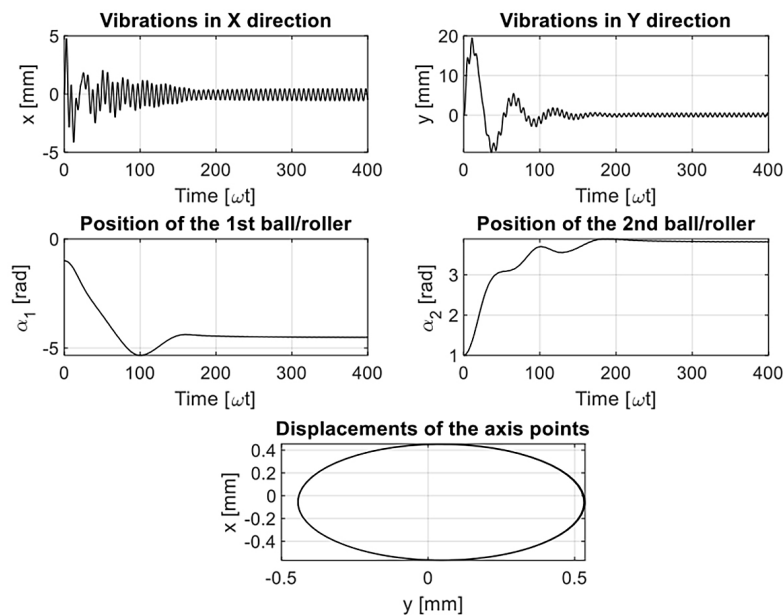 Vibrations in X direction
5
0
-5
x [mm]
0 100 200 300 400
Time [ωt]
Vibrations in Y direction
20
10
0
y [mm]
0 100 200 300 400
Time [ωt]
Position of the 1st ball/roller
0
-5
α1 [rad]
0 100 200 300 400
Time [ωt]
Position of the 2nd ball/roller
3
2
1
α2 [rad]
0 100 200 300 400
Time [ωt]
Displacements of the axis points
0.4
0.2
0
-0.2
-0.4
x [mm]
-0.5 0 0.5
y [mm]